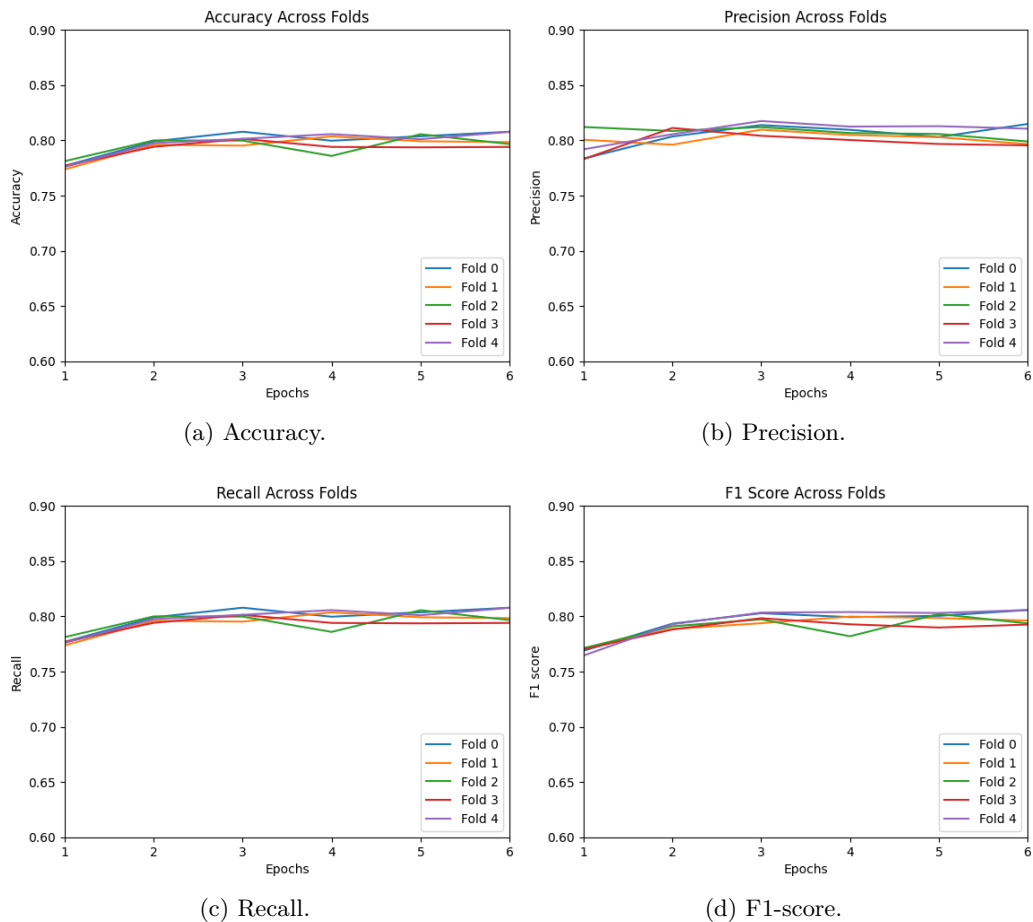 Accuracy Across Folds
0.90
0.85
0.80
0.75
0.70
0.65
0.60
Accuracy
1 2 3 4 5 6
Epochs
Fold 0
Fold 1
Fold 2
Fold 3
Fold 4
(a) Accuracy.
Precision Across Folds
0.90
0.85
0.80
0.75
0.70
0.65
0.60
Precision
1 2 3 4 5 6
Epochs
Fold 0
Fold 1
Fold 2
Fold 3
Fold 4
(b) Precision.
Recall Across Folds
0.90
0.85
0.80
0.75
0.70
0.65
0.60
Recall
1 2 3 4 5 6
Epochs
Fold 0
Fold 1
Fold 2
Fold 3
Fold 4
(c) Recall.
F1 Score Across Folds
0.90
0.85
0.80
0.75
0.70
0.65
0.60
F1 score
1 2 3 4 5 6
Epochs
Fold 0
Fold 1
Fold 2
Fold 3
Fold 4
(d) F1-score.